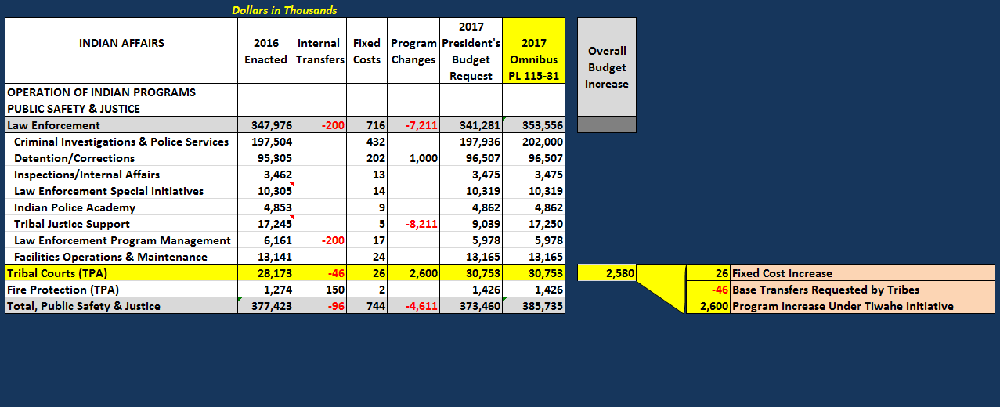 Dollars in Thousands
INDIAN AFFAIRS 2016 Enacted Internal Transfers Fixed Costs Program Changes 2017 President's Budget Request 2017 Omnibus PL 115-31 Overall Budget Increase
OPERATION OF INDIAN PROGRAMS
PUBLIC SAFETY & JUSTICE
Law Enforcement 347,976 -200 716 -7,211 341,281 353,556
Criminal Investigations & Police Services 197,504 432 197,936 202,000
Detention/Corrections 95,305 202 1,000 96,507 96,507
Inspections/Internal Affairs 3,462 13 3,475 3,475
Law Enforcement Special Initiatives 10,305 14 10,319 10,319
Indian Police Academy 4,853 9 4,862 4,862
Tribal Justice Support 17,245 5 -8,211 9,039 17,250
Law Enforcement Program Management 6,161 -200 17 5,978 5,978
Facilities Operations & Maintenance 13,141 24 13,165 13,165
Tribal Courts (TPA) 28,173 -46 26 2,600 30,753 30,753 2,580 26 Fixed Cost Increase
Fire Protection (TPA) 1,274 150 2 1,426 1,426 -46 Base Transfers Requested by Tribes
Total, Public Safety & Justice 377,423 -96 744 -4,611 373,460 385,735 2,600 Program Increase Under Tiwahe Initiative